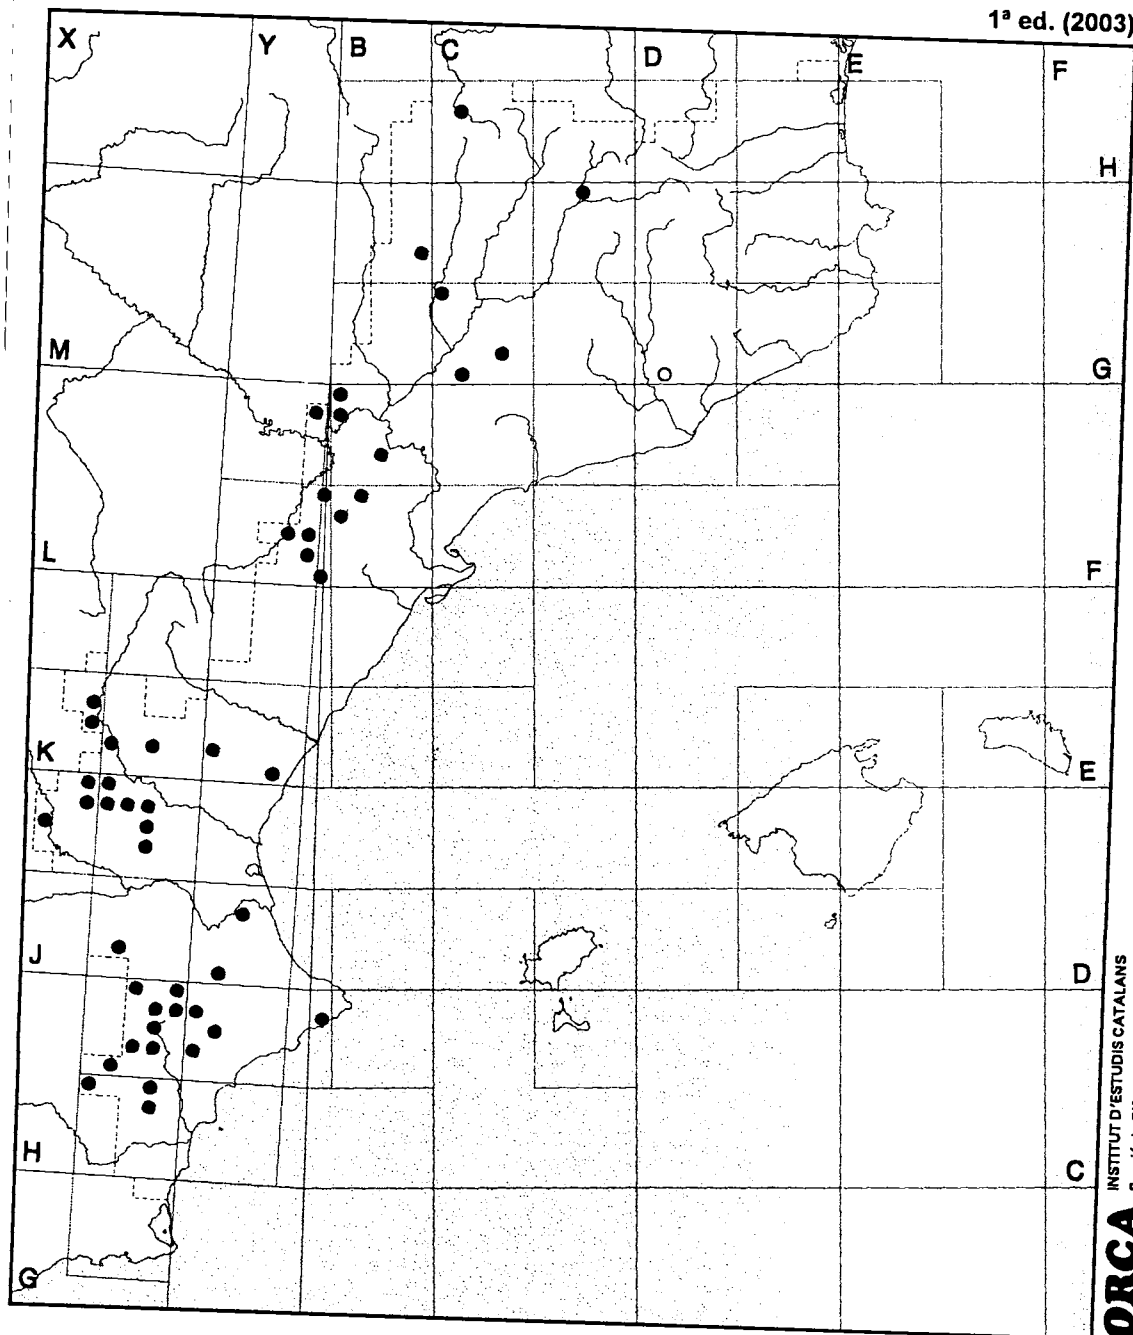 1ª ed. (2003)
X Y B C D E F
H
M G
L F
K E
J D
H C
G
ORCA
INSTITUT D'ESTUDIS CATALANS